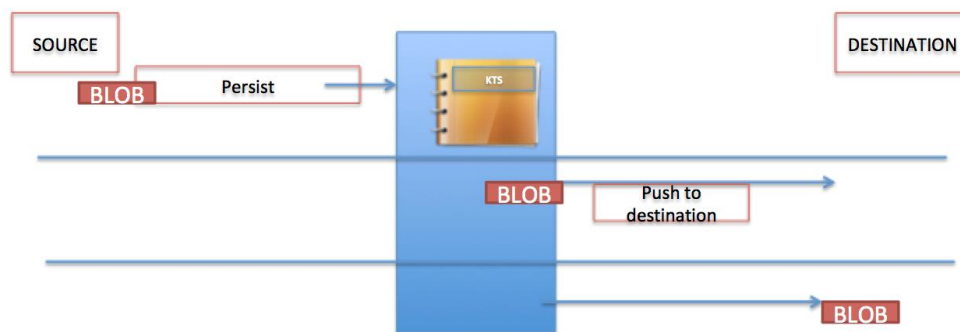 SOURCE
DESTINATION
KTS
BLOB
Persist
BLOB
Push to
destination
BLOB